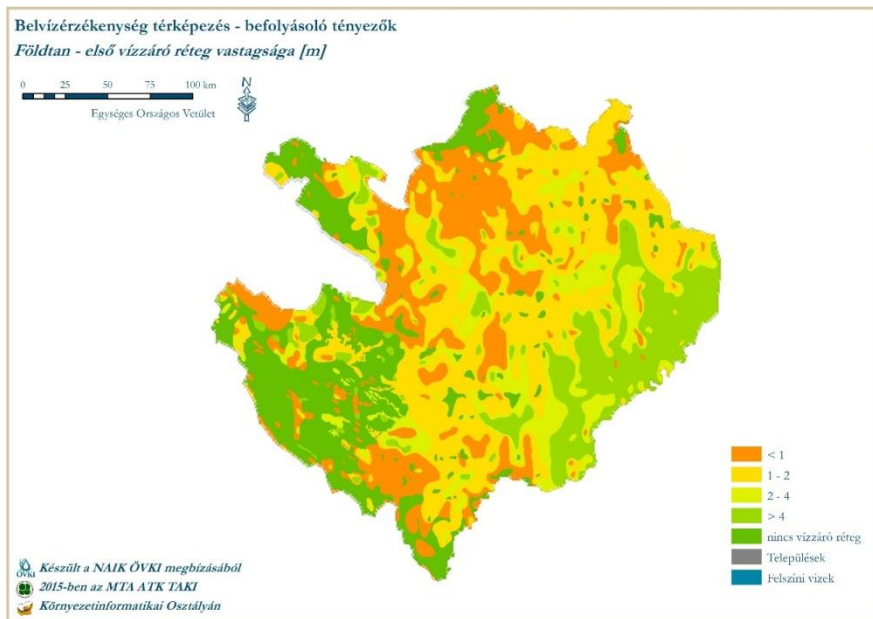 Belvízérzékenység térképezés - befolyásoló tényezők
Földtan - első vízzáró réteg vastagsága [m]
0 25 50 75 100 km
Egységes Országos Vetület
N
< 1
1 - 2
2 - 4
> 4
nincs vízzáró réteg
Települések
Felszíni vizek
ÖVKI
Készült a NAIK ÖVKI megbízásából
2015-ben az MTA ATK TAKI
Környezetinformatikai Osztályán